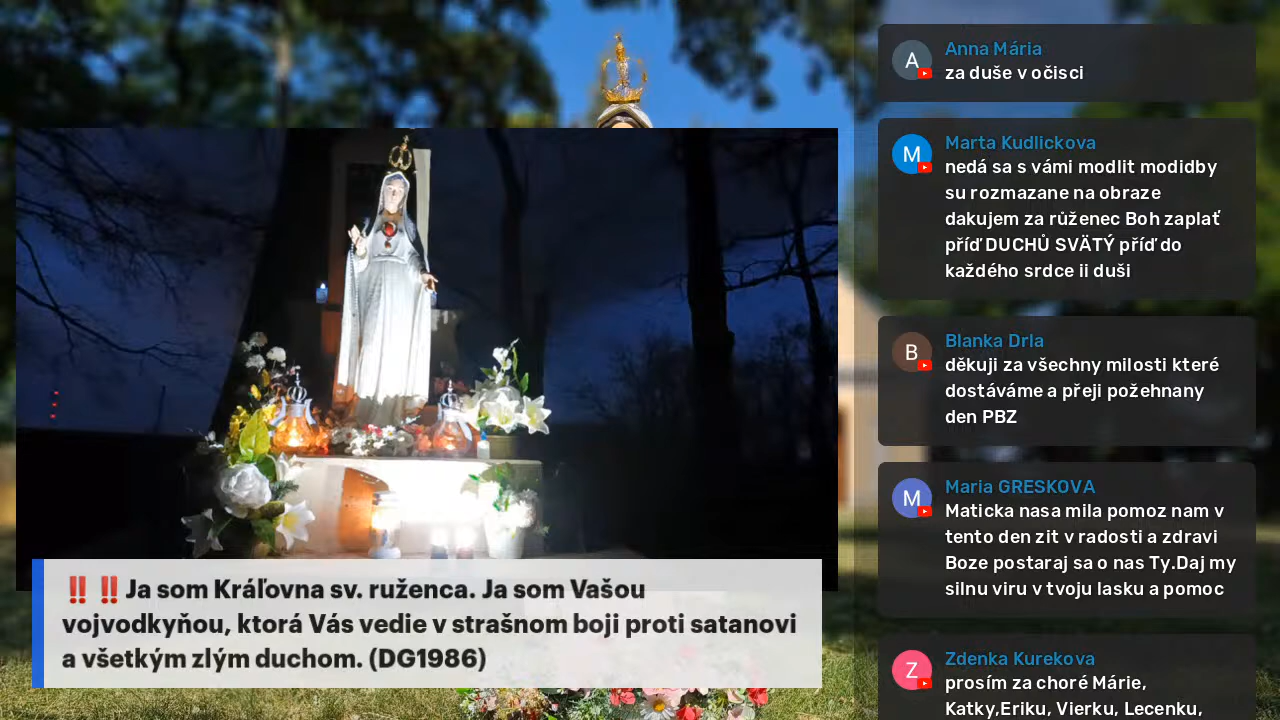 ‼️‼️Ja som Kráľovna sv. ruženca. Ja som Vašou
vojvodkyňou, ktorá Vás vedie v strašnom boji proti satanovi
a všetkým zlým duchom. (DG1986)
A
Anna Mária
za duše v očisci
M
Marta Kudlickova
nedá sa s vámi modlit modidby
su rozmazane na obraze
dakujem za růženec Boh zaplať
příď DUCHŮ SVÄTÝ příď do
každého srdce ii duši
B
Blanka Drla
děkuji za všechny milosti které
dostáváme a přeji požehnany
den PBZ
M
Maria GRESKOVA
Maticka nasa mila pomoz nam v
tento den zit v radosti a zdravi
Boze postaraj sa o nas Ty.Daj my
silnu viru v tvoju lasku a pomoc
Z
Zdenka Kurekova
prosím za choré Márie,
Katky,Eriku, Vierku, Lecenku,